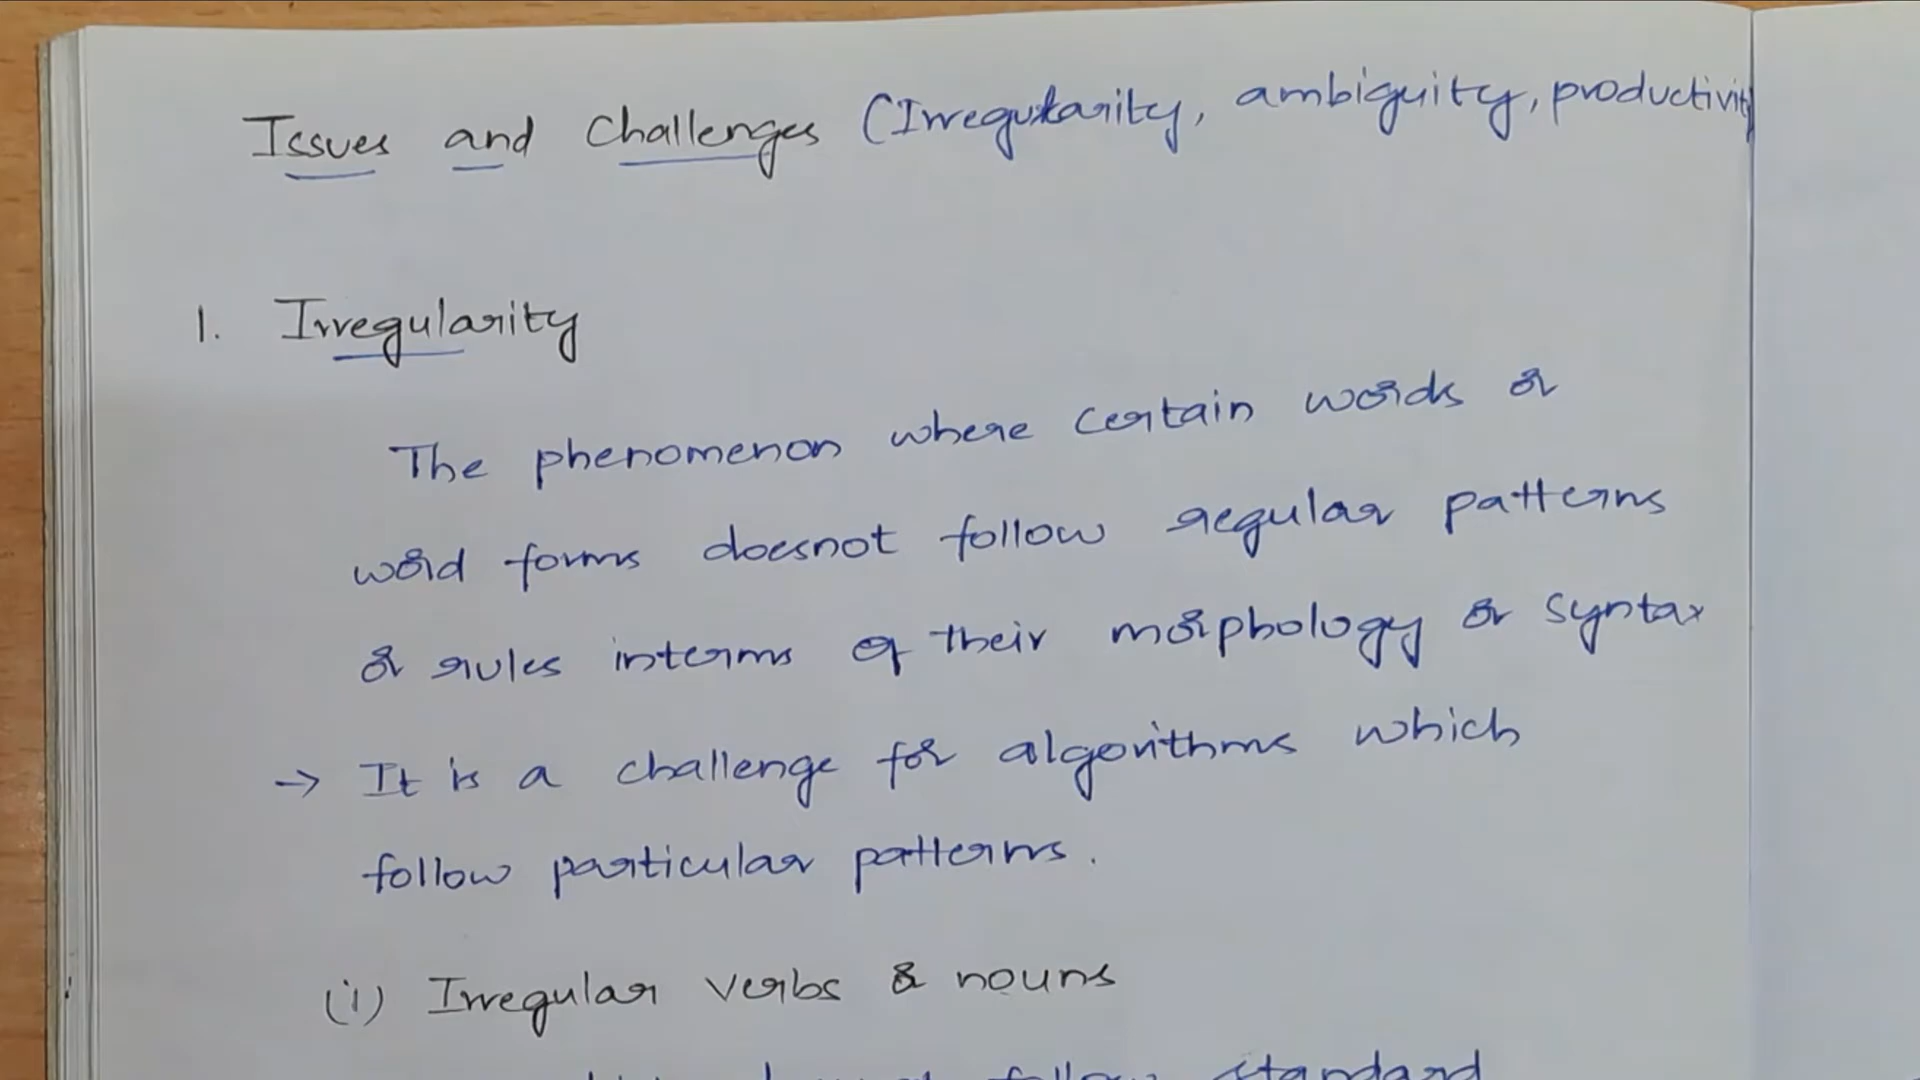 Issues and Challenges (Irregularity, ambiguity, productivity
1. Irregularity
The phenomenon where certain words or
word forms doesnot follow regular patterns
or rules interms of their morphology or syntax
→ It is a challenge for algorithms which
follow particular patterns.
(i) Irregular verbs & nouns
follow standard